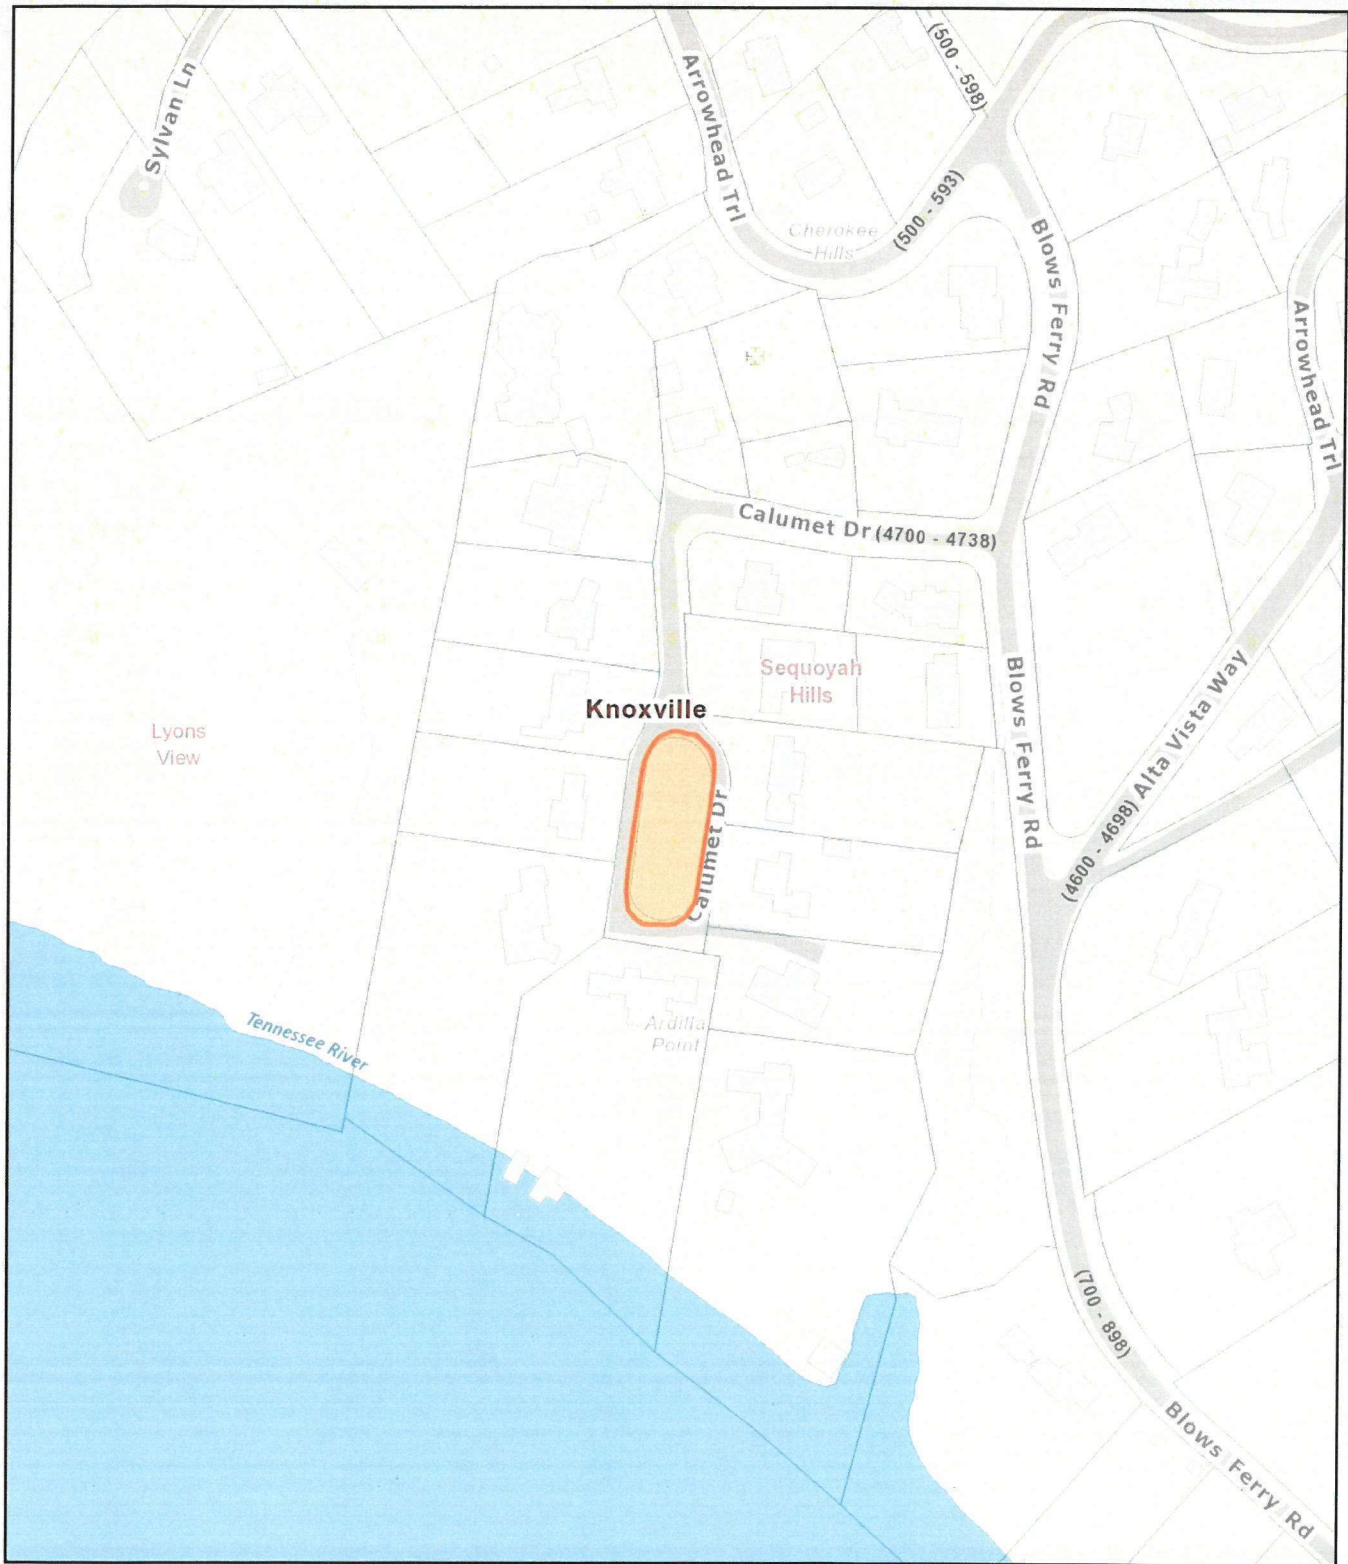 Sylvan Ln
Arrowhead Trl
(500 - 598)
Cherokee
Hills
(500 - 593)
Blows Ferry Rd
Arrowhead Trl
Calumet Dr (4700 - 4738)
Sequoyah
Hills
Knoxville
Lyons
View
Blows Ferry Rd
(4600 - 4698) Alta Vista Way
Calumet Dr
Tennessee River
Ardilla
Point
(700 - 898)
Blows Ferry Rd